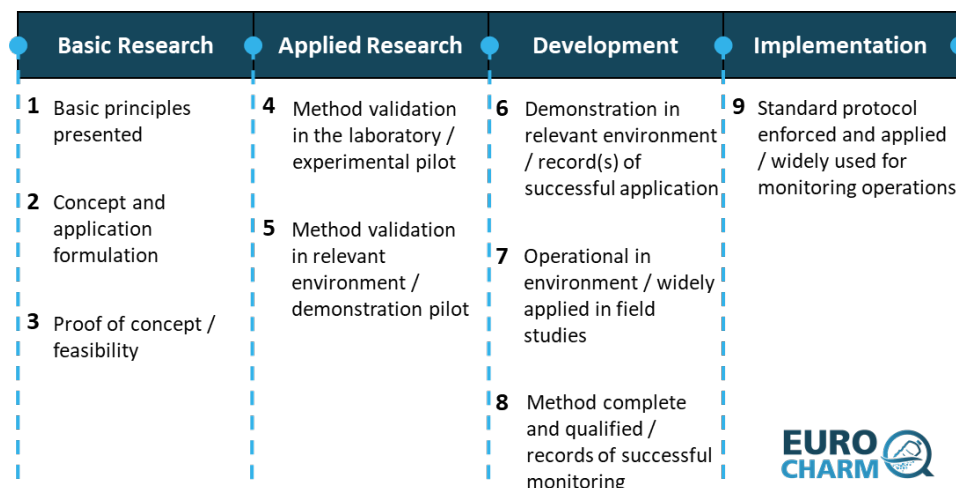 Basic Research
Applied Research
Development
Implementation
1 Basic principles
presented
2 Concept and
application
formulation
3 Proof of concept /
feasibility
4 Method validation
in the laboratory /
experimental pilot
5 Method validation
in relevant
environment /
demonstration pilot
6 Demonstration in
relevant environment
/ record(s) of
successful application
7 Operational in
environment / widely
applied in field
studies
8 Method complete
and qualified /
records of successful
monitoring
9 Standard protocol
enforced and applied
/ widely used for
monitoring operations
EURO
CHARM